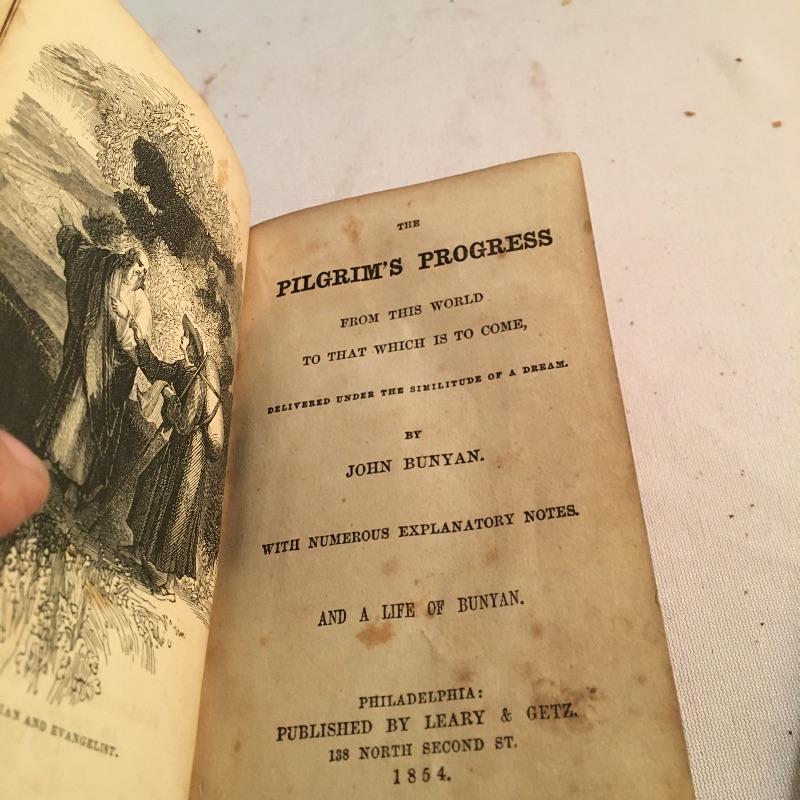 AN AND EVANGELIST.
THE
PILGRIM'S PROGRESS
FROM THIS WORLD
TO THAT WHICH IS TO COME,
DELIVERED UNDER THE SIMILITUDE OF A DREAM.
BY
JOHN BUNYAN.
WITH NUMEROUS EXPLANATORY NOTES.
AND A LIFE OF BUNYAN.
PHILADELPHIA:
PUBLISHED BY LEARY & GETZ.
138 NORTH SECOND ST.
1854.